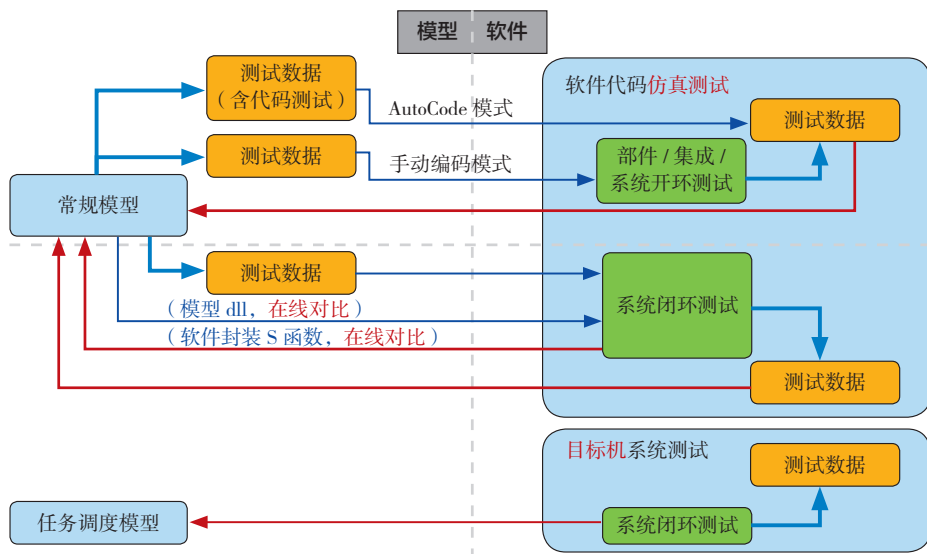 模型 软件
测试数据
（含代码测试）
AutoCode 模式
软件代码仿真测试
测试数据
测试数据
手动编码模式
部件 / 集成 /
系统开环测试
常规模型
测试数据
（模型 dll，在线对比）
（软件封装 S 函数，在线对比）
系统闭环测试
测试数据
目标机系统测试
测试数据
任务调度模型
系统闭环测试